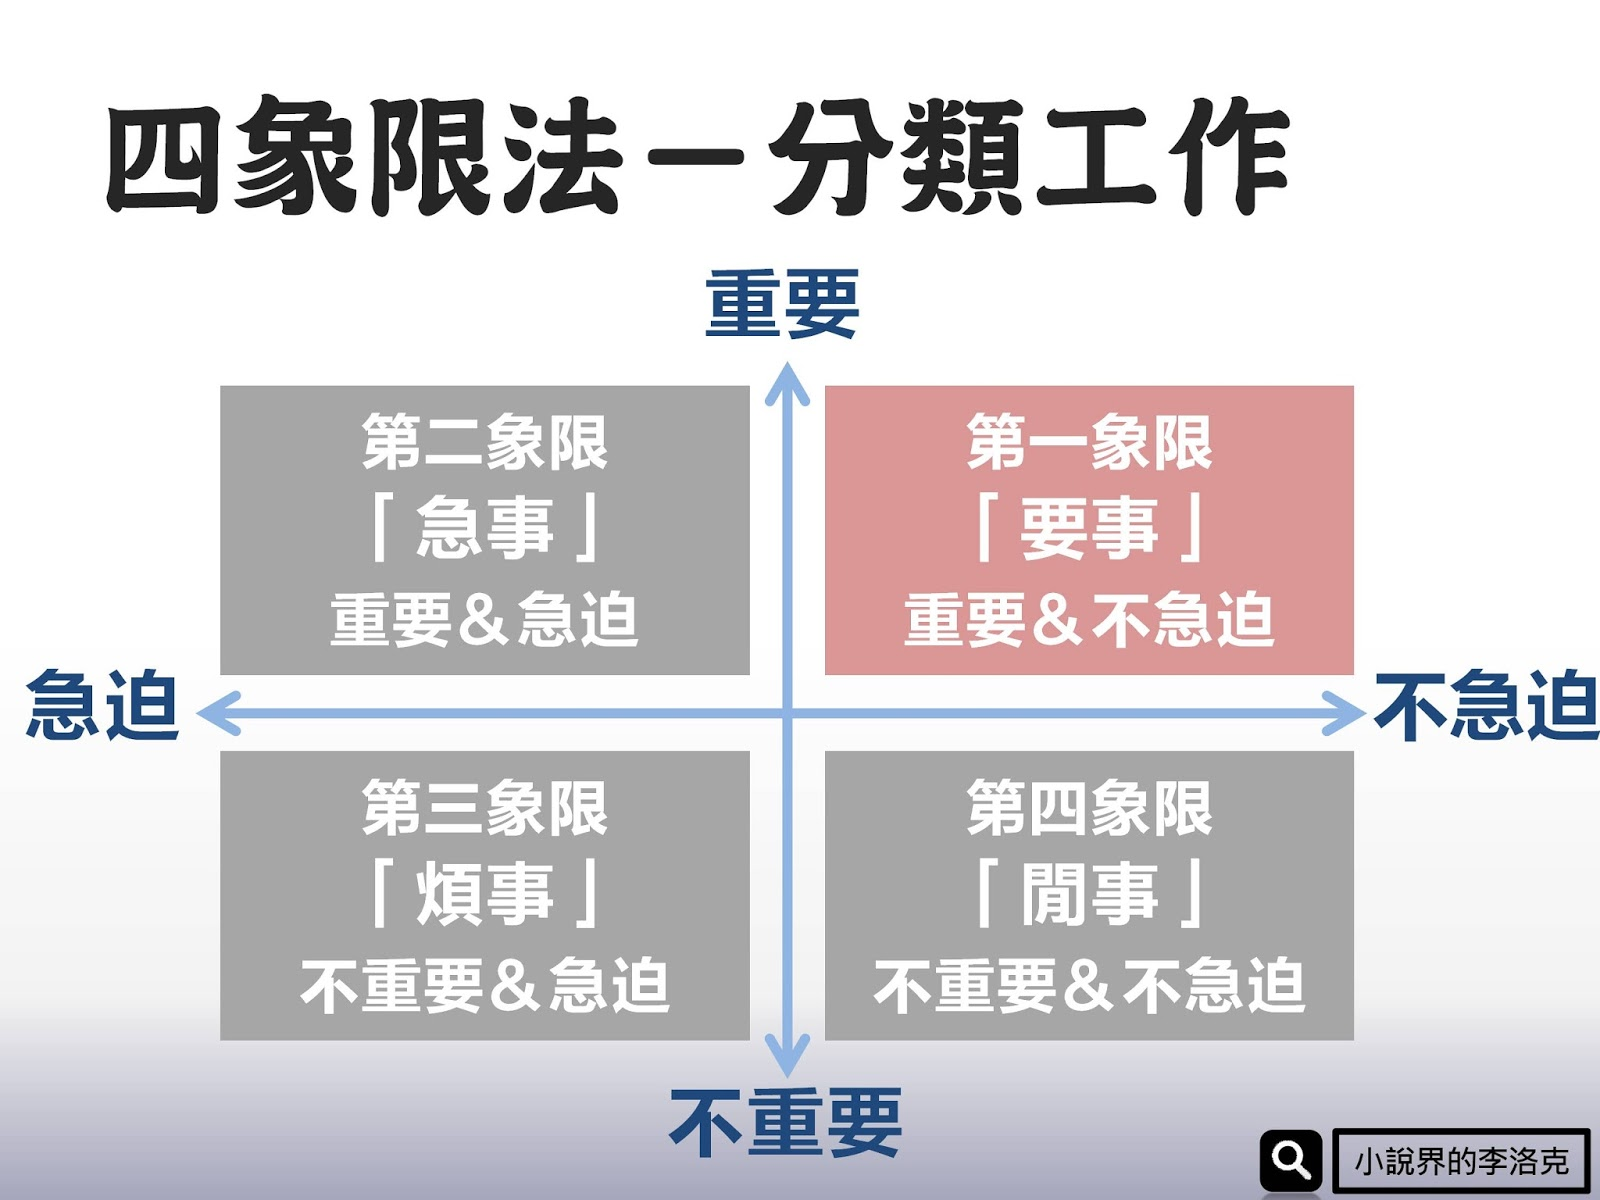 四象限法－分類工作
重要
第二象限
「急事」
重要＆急迫
第一象限
「要事」
重要＆不急迫
急迫
不急迫
第三象限
「煩事」
不重要＆急迫
第四象限
「閒事」
不重要＆不急迫
不重要
小說界的李洛克